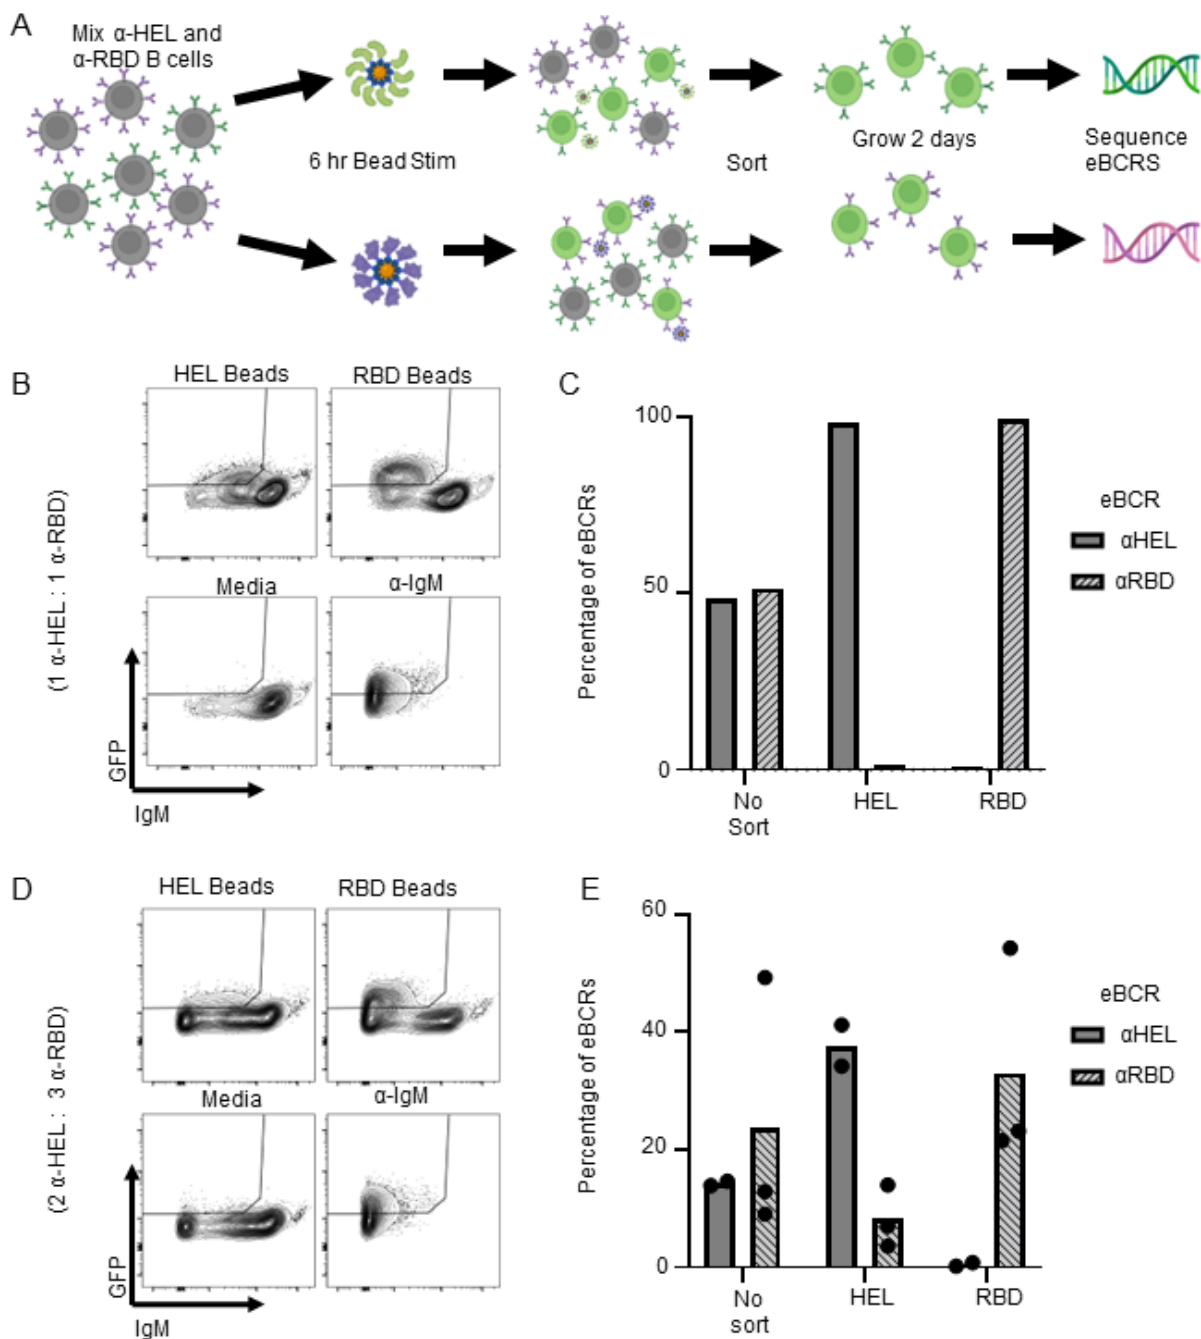 A
Mix α-HEL and
α-RBD B cells
6 hr Bead Stim
Sort
Grow 2 days
Sequence
eBCRS
B
HEL Beads
RBD Beads
(1 α-HEL : 1 α-RBD)
Media
α-IgM
GFP
IgM
C
Percentage of eBCRs
100
50
0
No
Sort
HEL
RBD
eBCR
αHEL
αRBD
D
HEL Beads
RBD Beads
(2 α-HEL : 3 α-RBD)
Media
α-IgM
GFP
IgM
E
Percentage of eBCRs
60
40
20
0
No
sort
HEL
RBD
eBCR
αHEL
αRBD